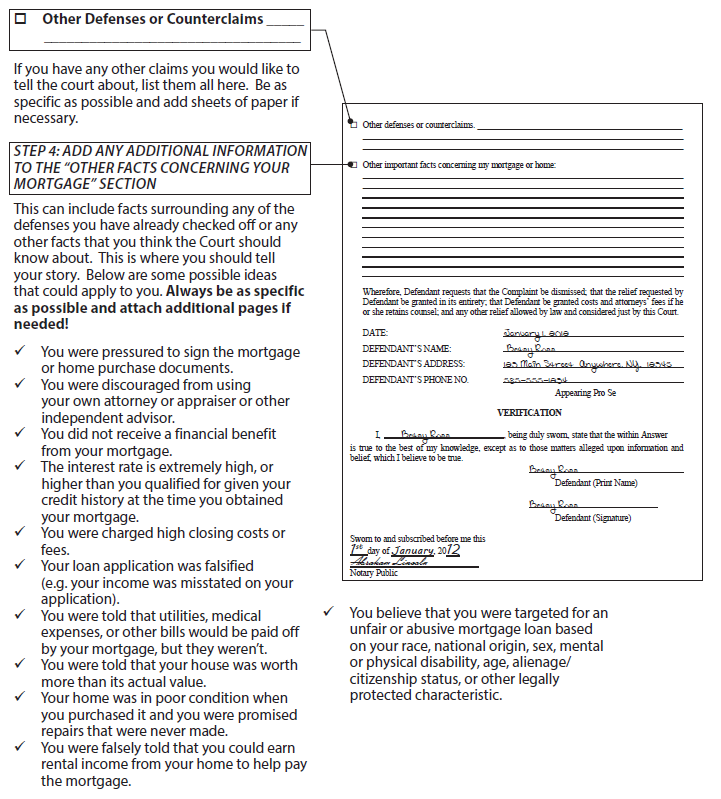 ☐ Other Defenses or Counterclaims _____
_________________________________
If you have any other claims you would like to
tell the court about, list them all here. Be as
specific as possible and add sheets of paper if
necessary.
STEP 4: ADD ANY ADDITIONAL INFORMATION
TO THE “OTHER FACTS CONCERNING YOUR
MORTGAGE” SECTION
This can include facts surrounding any of the
defenses you have already checked off or any
other facts that you think the Court should
know about. This is where you should tell
your story. Below are some possible ideas
that could apply to you. Always be as specific
as possible and attach additional pages if
needed!
✓ You were pressured to sign the mortgage
or home purchase documents.
✓ You were discouraged from using
your own attorney or appraiser or other
independent advisor.
✓ You did not receive a financial benefit
from your mortgage.
✓ The interest rate is extremely high, or
higher than you qualified for given your
credit history at the time you obtained
your mortgage.
✓ You were charged high closing costs or
fees.
✓ Your loan application was falsified
(e.g. your income was misstated on your
application).
✓ You were told that utilities, medical
expenses, or other bills would be paid off
by your mortgage, but they weren’t.
✓ You were told that your house was worth
more than its actual value.
✓ Your home was in poor condition when
you purchased it and you were promised
repairs that were never made.
✓ You were falsely told that you could earn
rental income from your home to help pay
the mortgage.
☐ Other defenses or counterclaims.
☐ Other important facts concerning my mortgage or home:
Wherefore, Defendant requests that the Complaint be dismissed; that the relief requested by
Defendant be granted in its entirety; that Defendant be granted costs and attorneys’ fees if he
or she retains counsel; and any other relief allowed by law and considered just by this Court.
DATE: January 1,
DEFENDANT’S NAME:
DEFENDANT’S ADDRESS: Main Street Anywhere, NY, 12345
DEFENDANT’S PHONE NO. 585-555-1234
Appearing Pro Se
VERIFICATION
I, , being duly sworn, state that the within Answer
is true to the best of my knowledge, except as to those matters alleged upon information and
belief, which I believe to be true.
Defendant (Print Name)
Defendant (Signature)
Sworn to and subscribed before me this
1st day of January, 2012
Abraham Lincoln
Notary Public
✓ You believe that you were targeted for an
unfair or abusive mortgage loan based
on your race, national origin, sex, mental
or physical disability, age, alienage/
citizenship status, or other legally
protected characteristic.